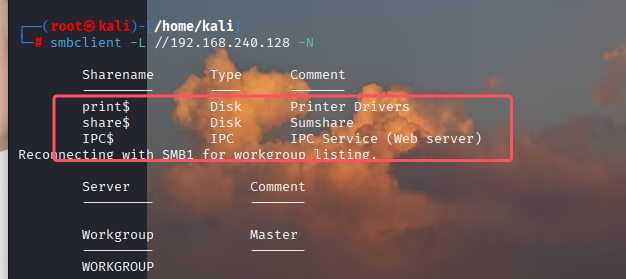 ┌──(root㉿kali)-[/home/kali]
└─# smbclient -L //192.168.240.128 -N
Sharename Type Comment
--------- ---- -------
print$ Disk Printer Drivers
share$ Disk Sumshare
IPC$ IPC IPC Service (Web server)
Reconnecting with SMB1 for workgroup listing.
Server Comment
--------- -------
Workgroup Master
--------- -------
WORKGROUP